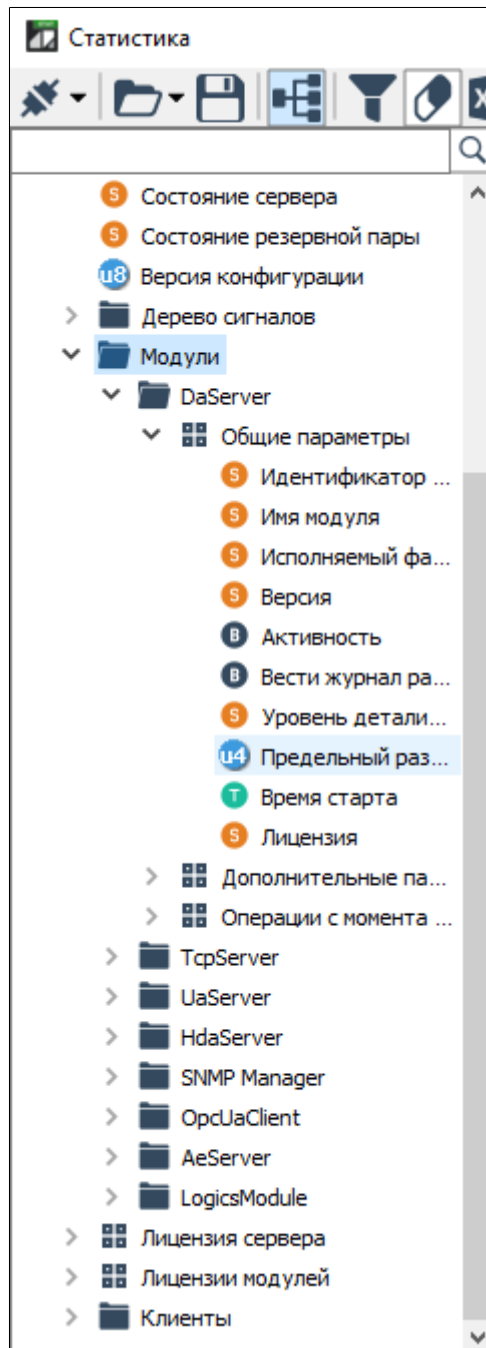 Статистика
Состояние сервера
Состояние резервной пары
u8 Версия конфигурации
Дерево сигналов
Модули
DaServer
Общие параметры
S Идентификатор ...
S Имя модуля
S Исполняемый фа...
S Версия
B Активность
B Вести журнал ра...
S Уровень детали...
u4 Предельный раз...
T Время старта
S Лицензия
Дополнительные па...
Операции с момента ...
TcpServer
UaServer
HdaServer
SNMP Manager
OpcUaClient
AeServer
LogicsModule
Лицензия сервера
Лицензии модулей
Клиенты